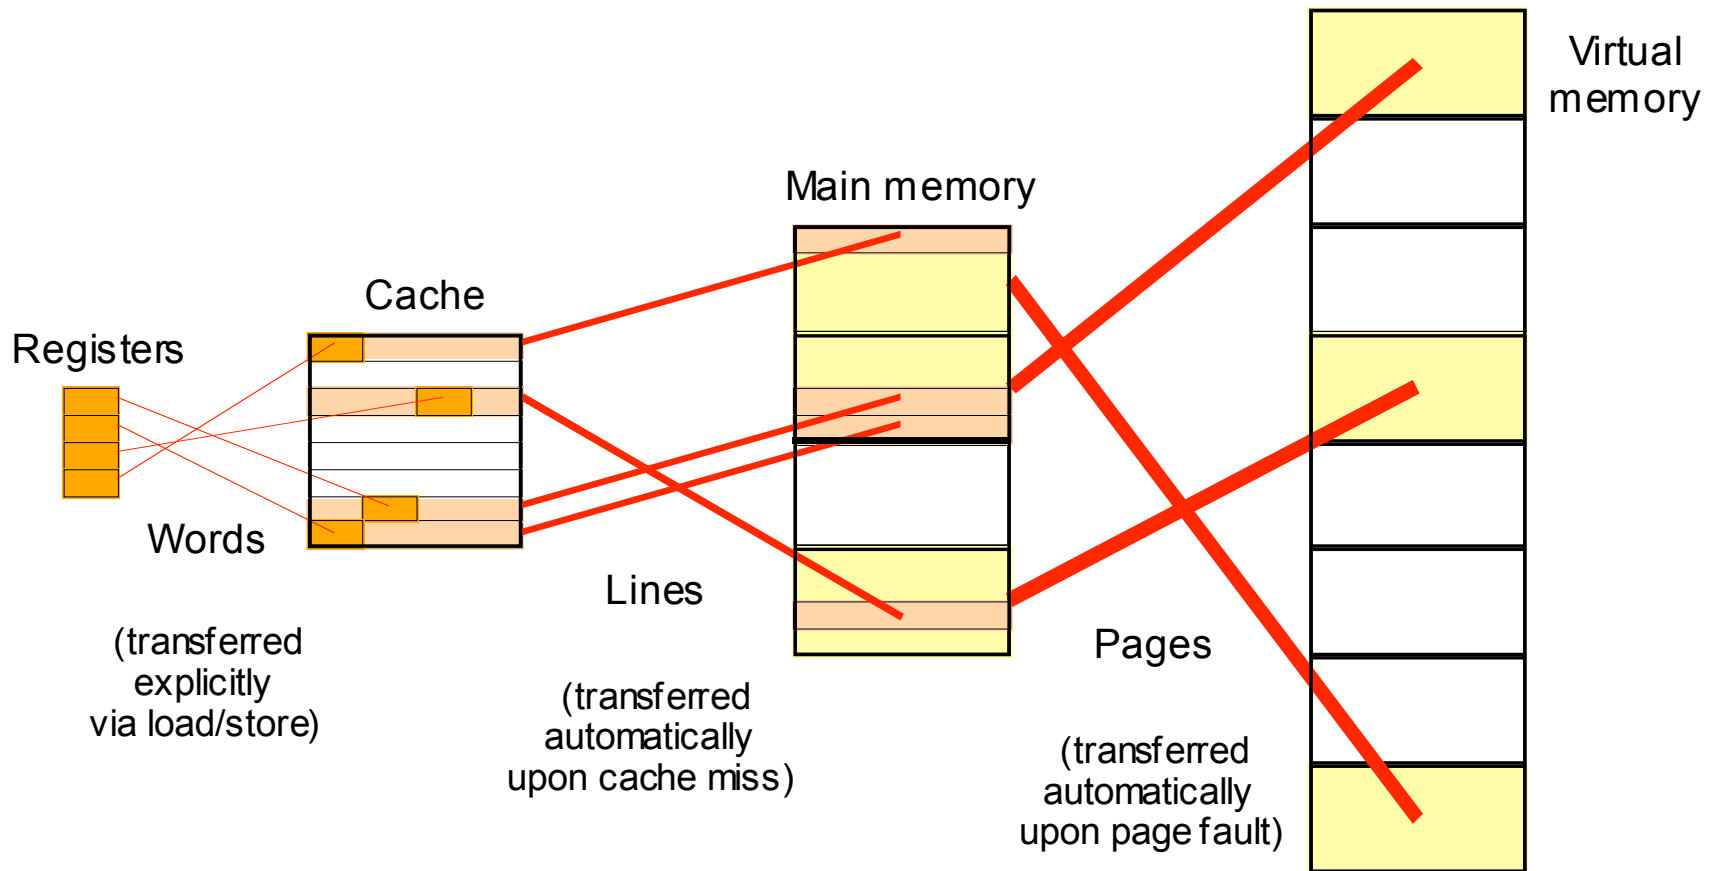 Virtual
memory
Main memory
Cache
Registers
Words
Lines
Pages
(transferred
explicitly
via load/store)
(transferred
automatically
upon cache miss)
(transferred
automatically
upon page fault)